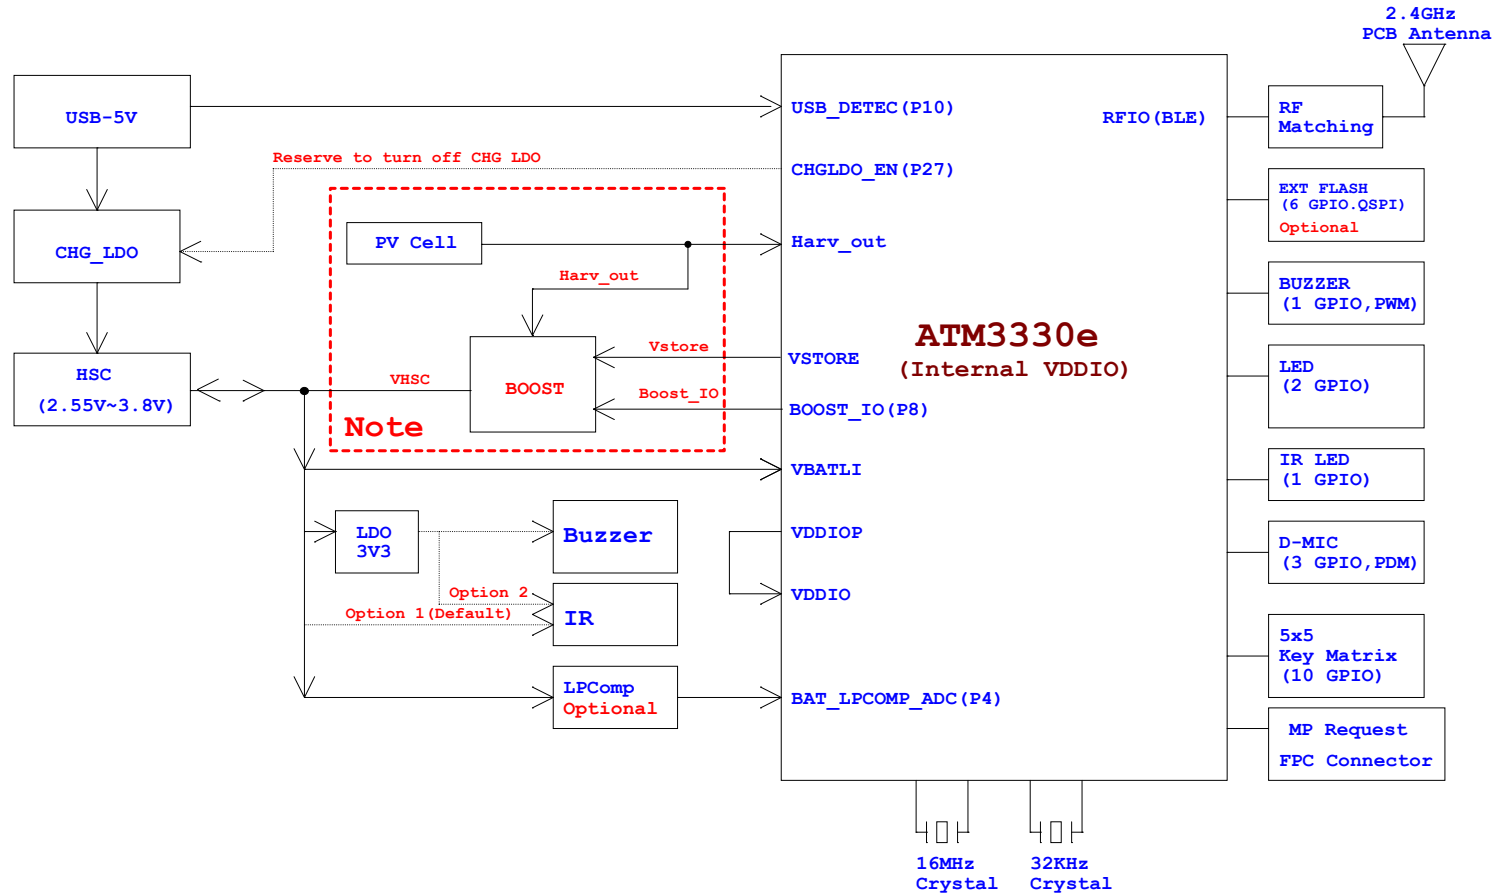 2.4GHz
PCB Antenna
USB-5V
USB_DETEC(P10)
RFIO(BLE)
RF
Matching
Reserve to turn off CHG LDO
CHGLDO_EN(P27)
EXT FLASH
(6 GPIO.QSPI)
Optional
CHG_LDO
PV Cell
Harv_out
Harv_out
BUZZER
(1 GPIO,PWM)
ATM3330e
(Internal VDDIO)
Vstore
VSTORE
HSC
(2.55V~3.8V)
VHSC
BOOST
Boost_IO
BOOST_IO(P8)
Note
LED
(2 GPIO)
VBATLI
IR LED
(1 GPIO)
LDO
3V3
Buzzer
VDDIOP
D-MIC
(3 GPIO,PDM)
Option 2
Option 1(Default)
IR
VDDIO
5x5
Key Matrix
(10 GPIO)
LPComp
Optional
BAT_LPCOMP_ADC(P4)
MP Request
FPC Connector
16MHz
Crystal
32KHz
Crystal